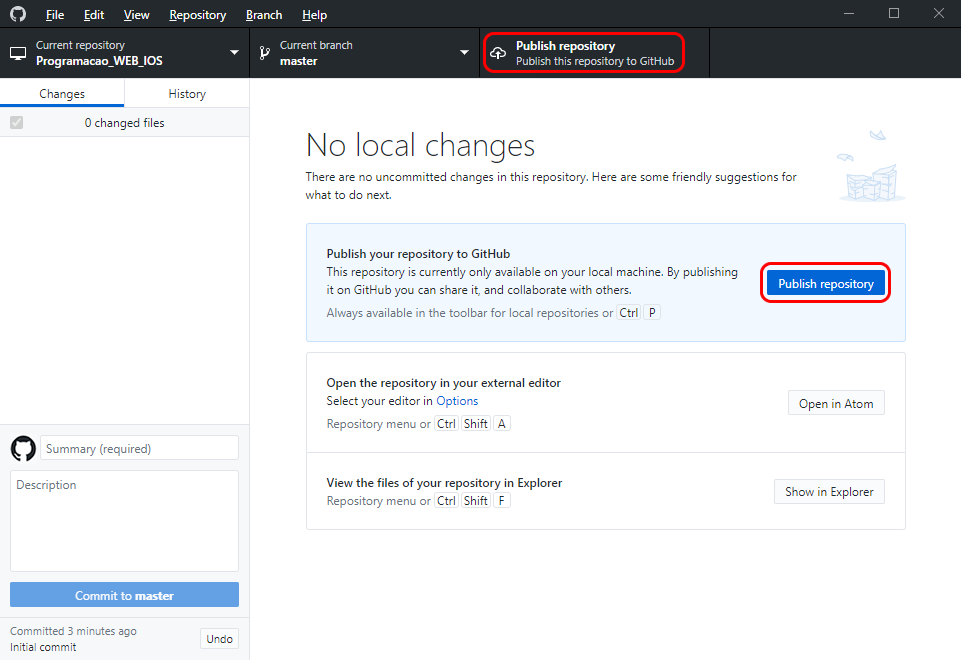 File Edit View Repository Branch Help
Current repository
Programacao_WEB_IOS
Current branch
master
Publish repository
Publish this repository to GitHub
Changes History
0 changed files
No local changes
There are no uncommitted changes in this repository. Here are some friendly suggestions for
what to do next.
Publish your repository to GitHub
This repository is currently only available on your local machine. By publishing
it on GitHub you can share it, and collaborate with others.
Always available in the toolbar for local repositories or Ctrl P
Publish repository
Open the repository in your external editor
Select your editor in Options
Repository menu or Ctrl Shift A
Open in Atom
View the files of your repository in Explorer
Repository menu or Ctrl Shift F
Show in Explorer
Summary (required)
Description
Commit to master
Committed 3 minutes ago
Initial commit
Undo